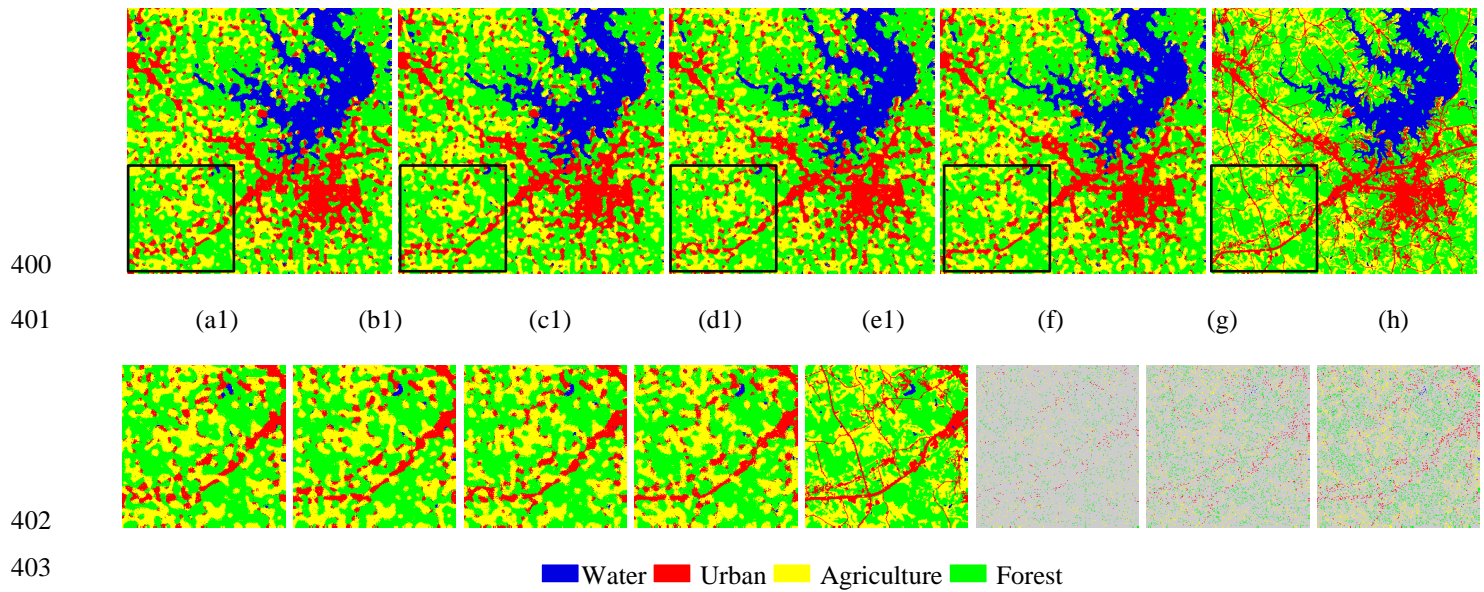 400
401 (a1) (b1) (c1) (d1) (e1) (f) (g) (h)
402
403 Water Urban Agriculture Forest